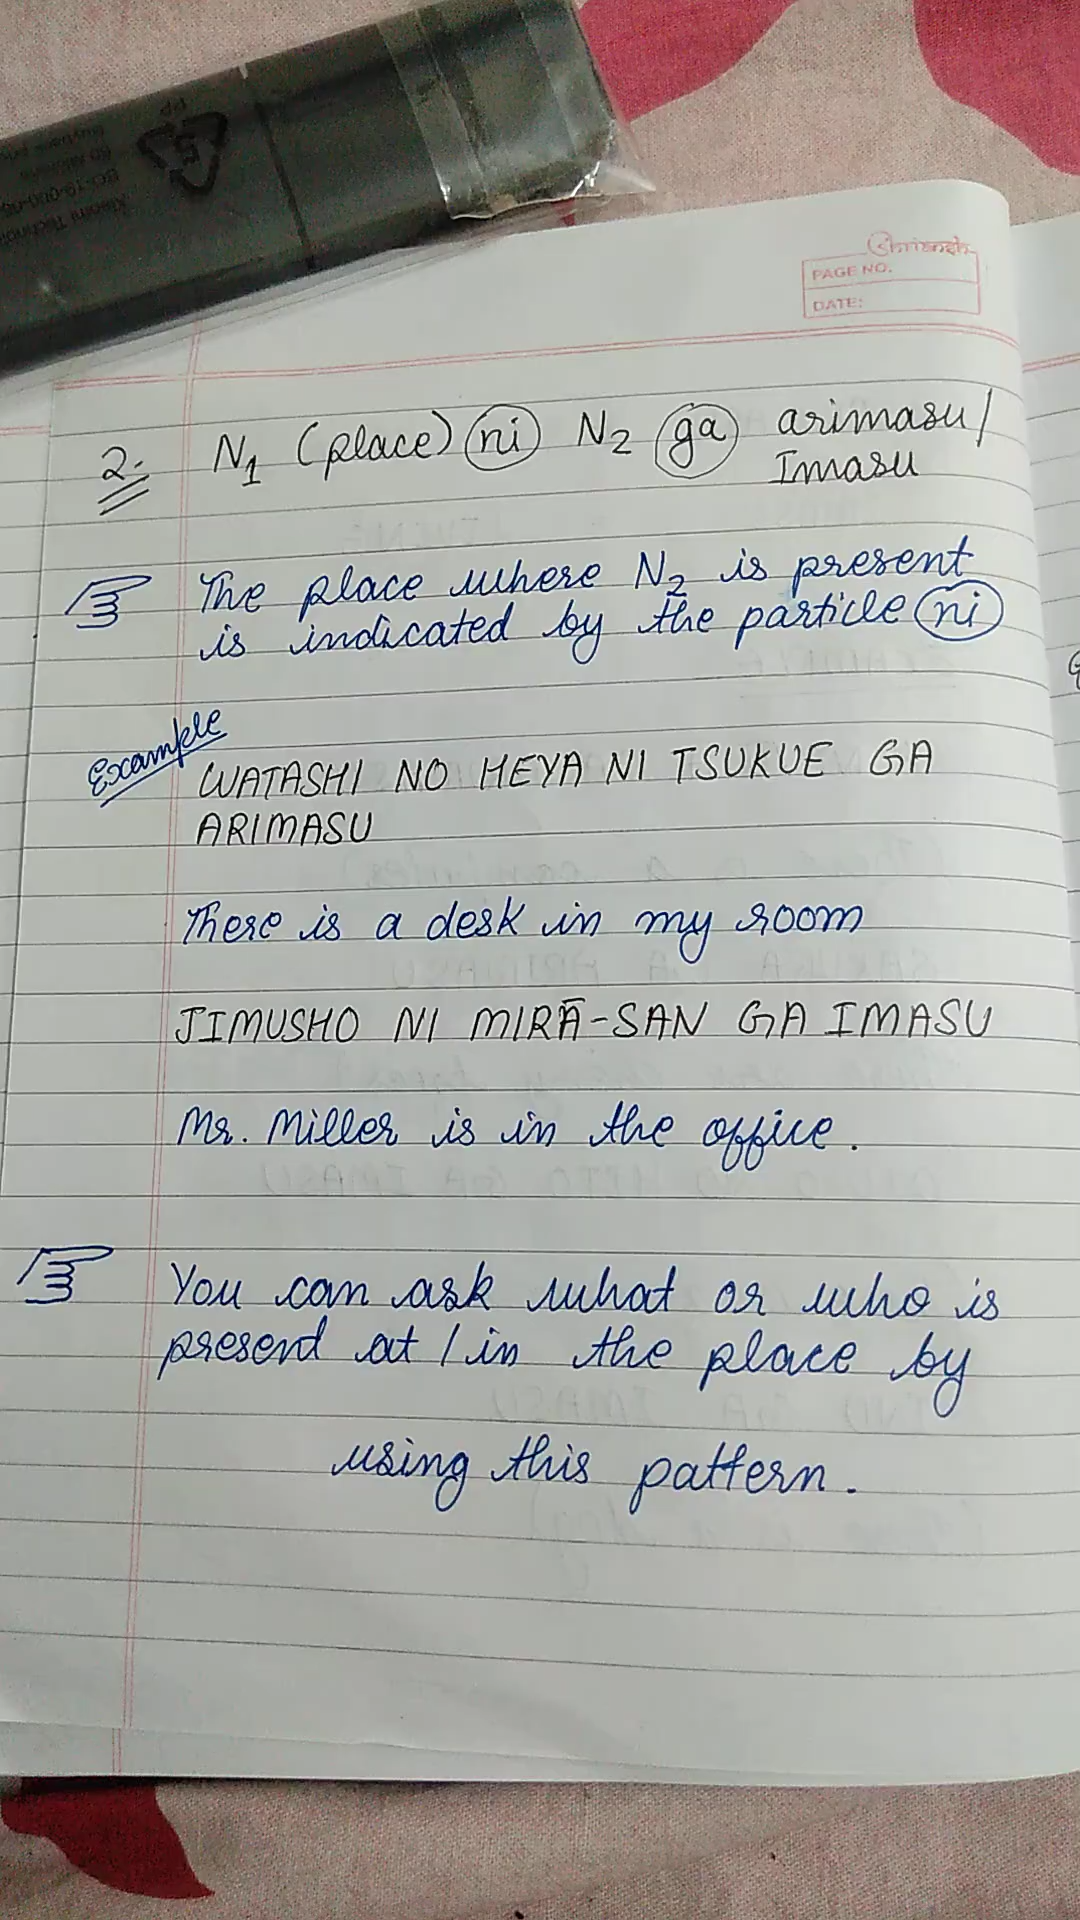 Shrinash
PAGE NO.
DATE:
2. N1 (place) ni N2 ga arimasu/
Imasu
The place where N2 is present
is indicated by the particle ni
Example
WATASHI NO HEYA NI TSUKUE GA
ARIMASU
There is a desk in my room
JIMUSHO NI MIRĀ-SAN GA IMASU
Mr. Miller is in the office.
You can ask what or who is
present at / in the place by
using this pattern.